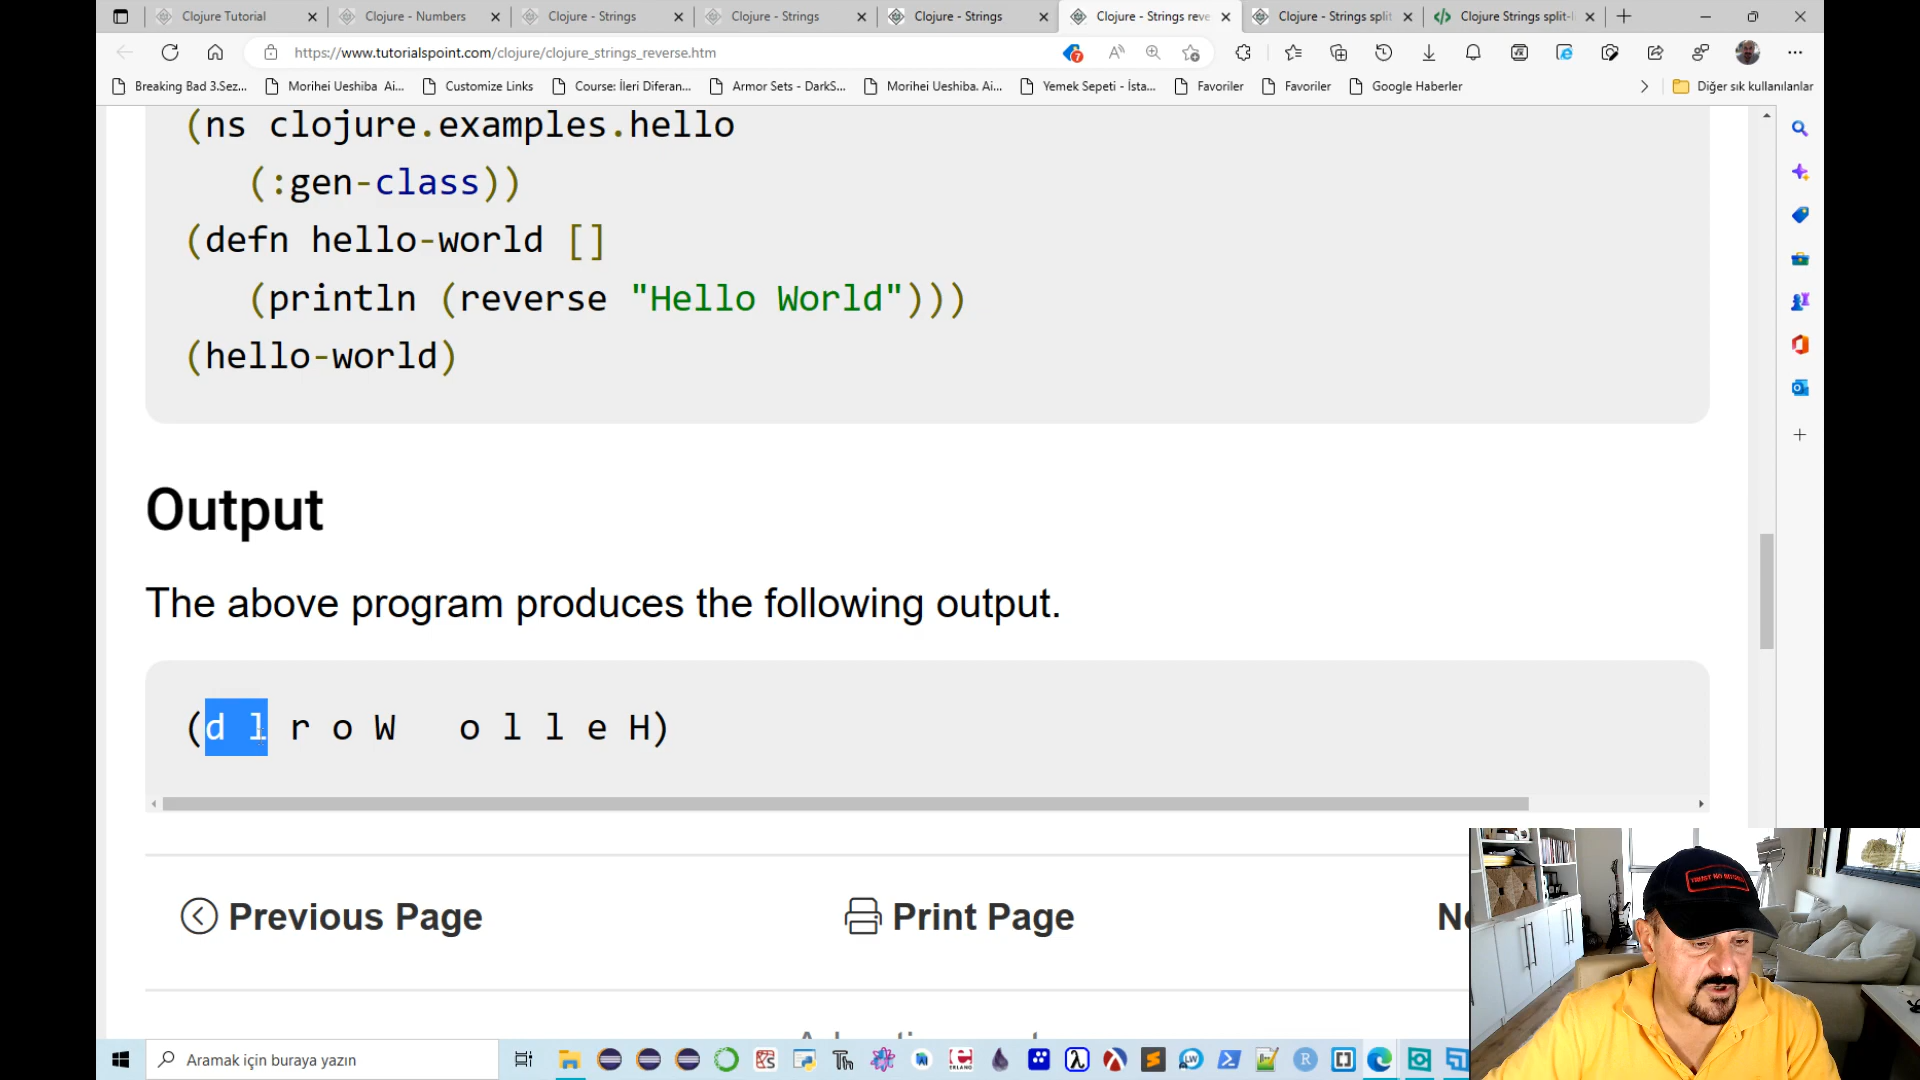 Clojure Tutorial
Clojure - Numbers
Clojure - Strings
Clojure - Strings
Clojure - Strings
Clojure - Strings reve
Clojure - Strings split
Clojure Strings split-l
https://www.tutorialspoint.com/clojure/clojure_strings_reverse.htm
Breaking Bad 3.Sez...
Morihei Ueshiba Ai...
Customize Links
Course: İleri Diferan...
Armor Sets - DarkS...
Morihei Ueshiba. Ai...
Yemek Sepeti - İsta...
Favoriler
Favoriler
Google Haberler
Diğer sık kullanılanlar
(ns clojure.examples.hello
(:gen-class))
(defn hello-world []
(println (reverse "Hello World")))
(hello-world)
Output
The above program produces the following output.
(d l r o W   o l l e H)
Previous Page
Print Page
Aramak için buraya yazın